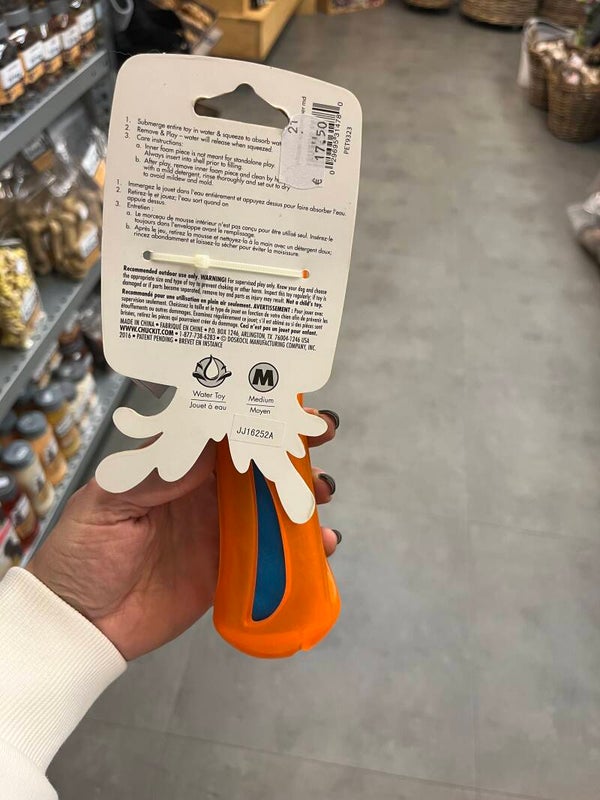 1. Submerge entire toy in water & squeeze to absorb wat
2. Remove & Play – water will release when squeezed.
3. Care instructions:
a. Inner foam piece is not meant for standalone play.
Always insert into shell prior to filling.
b. After play, remove inner foam piece and clean by h
with a mild detergent, rinse thoroughly and set out to dry
to avoid mildew and mold.
1. Immergez le jouet dans l'eau entièrement et appuyez dessus pour faire absorber l'eau.
2. Retirez-le et jouez; l'eau sort quand on
appuie dessus.
3. Entretien :
a. Le morceau de mousse intérieur n'est pas conçu pour être utilisé seul. Insérez-le
toujours dans l'enveloppe avant le remplissage.
b. Après le jeu, retirez la mousse et nettoyez-la à la main avec un détergent doux;
rincez abondamment et laissez-la sécher pour éviter la moisissure.
21
€ 17.50
PET9323
Recommended outdoor use only. WARNING! For supervised play only. Know your dog and choose
the appropriate size and type of toy to prevent choking or other harm. Inspect this toy regularly; if toy is
damaged or if parts become separated, remove toy and parts as injury may result. Not a child's toy.
Recommandé pour une utilisation en plein air seulement. AVERTISSEMENT : Pour jouer avec
supervision seulement. Choisissez la taille et le type de jouet en fonction de votre chien afin de prévenir les
étouffements ou autres dommages. Examinez régulièrement ce jouet; s'il est abîmé ou si des pièces sont
brisées, retirez les pièces qui pourraient créer du dommage. Ceci n'est pas un jouet pour enfant.
MADE IN CHINA • FABRIQUÉ EN CHINE • P.O. BOX 1246, ARLINGTON, TX 76004-1246 USA
WWW.CHUCKIT.COM • 1-877-738-6283 • © DOSKOCIL MANUFACTURING COMPANY, INC.
2016 • PATENT PENDING • BREVET EN INSTANCE
Water Toy
Jouet à eau
M
Medium
Moyen
JJ16252A